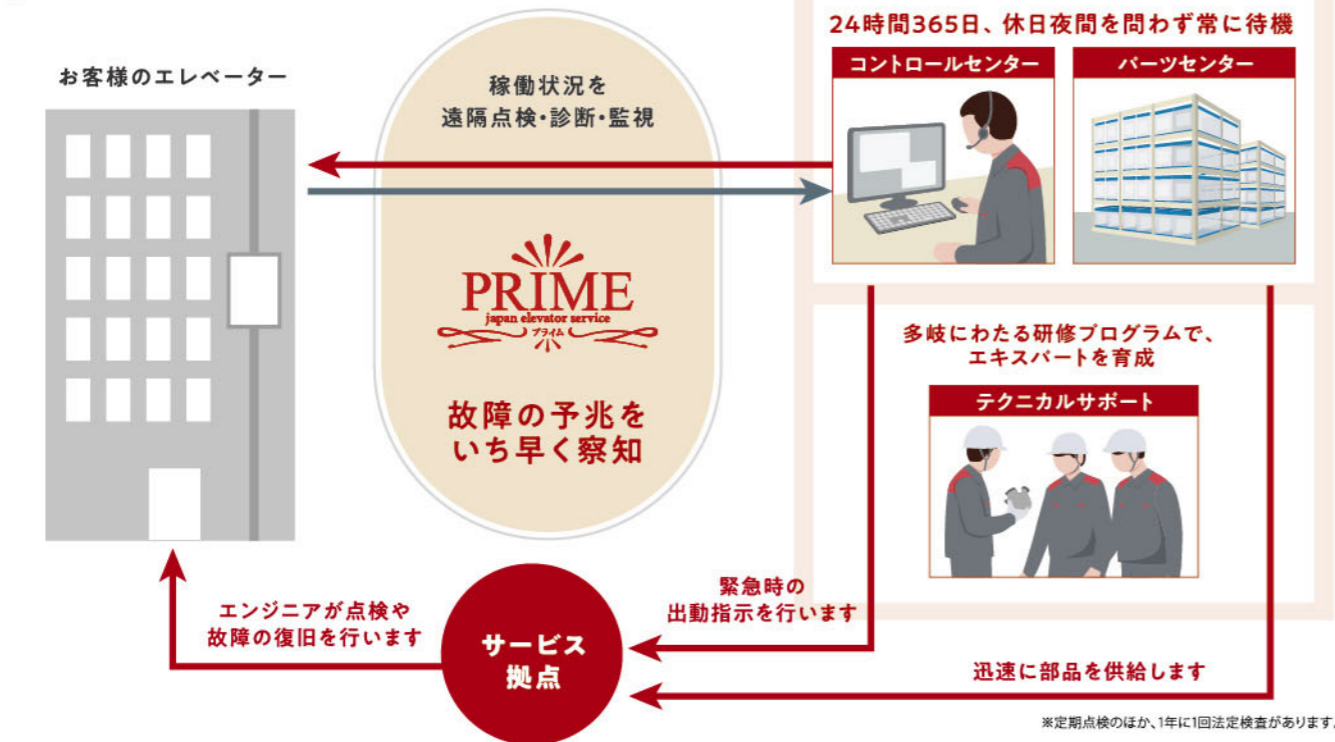 24時間365日、休日夜間を問わず常に待機
コントロールセンター
パーツセンター
お客様のエレベーター
稼働状況を
遠隔点検・診断・監視
PRIME
japan elevator service
プライム
故障の予兆を
いち早く察知
多岐にわたる研修プログラムで、
エキスパートを育成
テクニカルサポート
緊急時の
出動指示を行います
エンジニアが点検や
故障の復旧を行います
サービス
拠点
迅速に部品を供給します
※定期点検のほか、1年に1回法定検査があります。